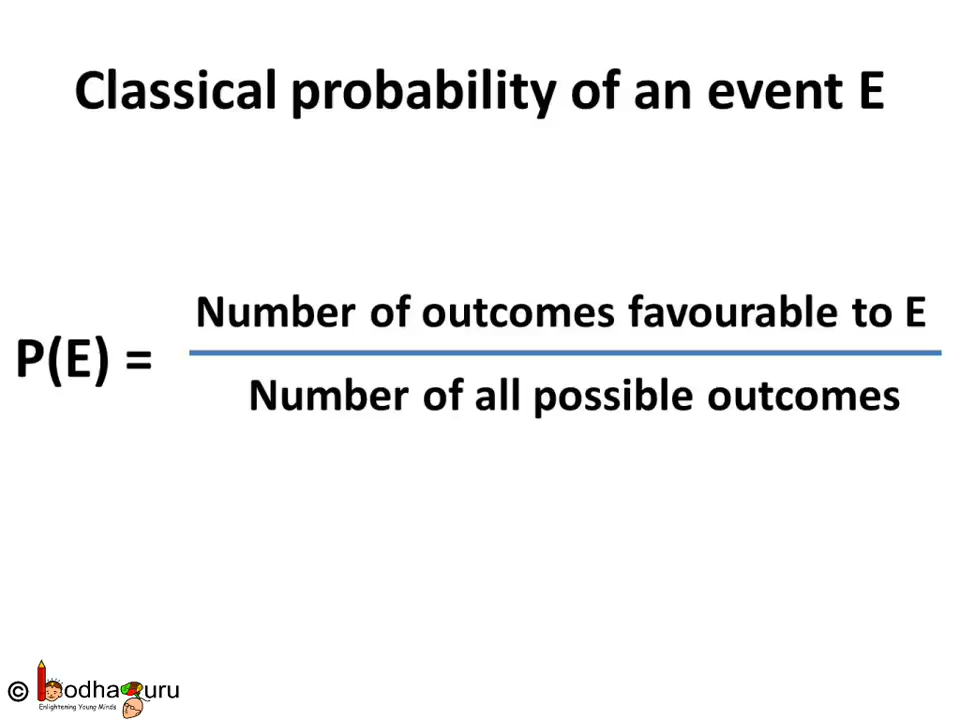 Classical probability of an event E
Number of outcomes favourable to E
P(E) =
Number of all possible outcomes
© BodhaGuru
Enlightening Young Minds